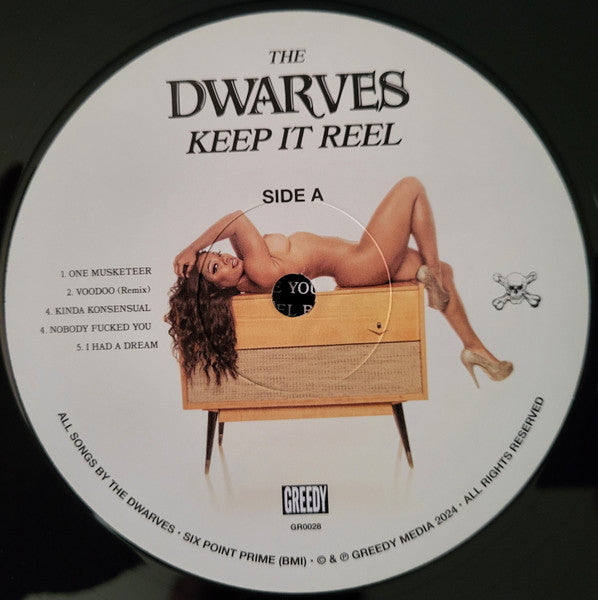 THE
DWARVES
KEEP IT REEL
SIDE A
1. ONE MUSKETEER
2. VOODOO (Remix)
4. KINDA KONSENSUAL
4. NOBODY FUCKED YOU
5. I HAD A DREAM
YOU
GREEDY
GR0028
ALL SONGS BY THE DWARVES · SIX POINT PRIME (BMI) · © & ℗ GREEDY MEDIA 2024 · ALL RIGHTS RESERVED